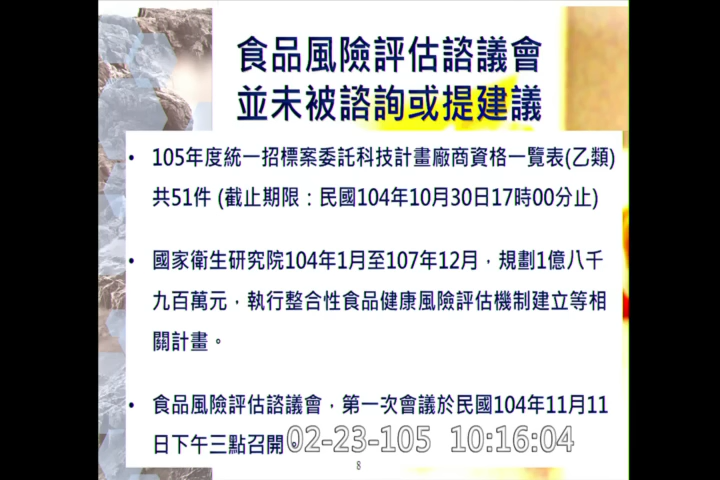 食品風險評估諮議會
並未被諮詢或提建議
• 105年度統一招標案委託科技計畫廠商資格一覽表(乙類)
共51件 (截止期限：民國104年10月30日17時00分止)
• 國家衛生研究院104年1月至107年12月，規劃1億八千
九百萬元，執行整合性食品健康風險評估機制建立等相
關計畫。
• 食品風險評估諮議會，第一次會議於民國104年11月11
日下午三點召開。
02-23-105 10:16:04
8